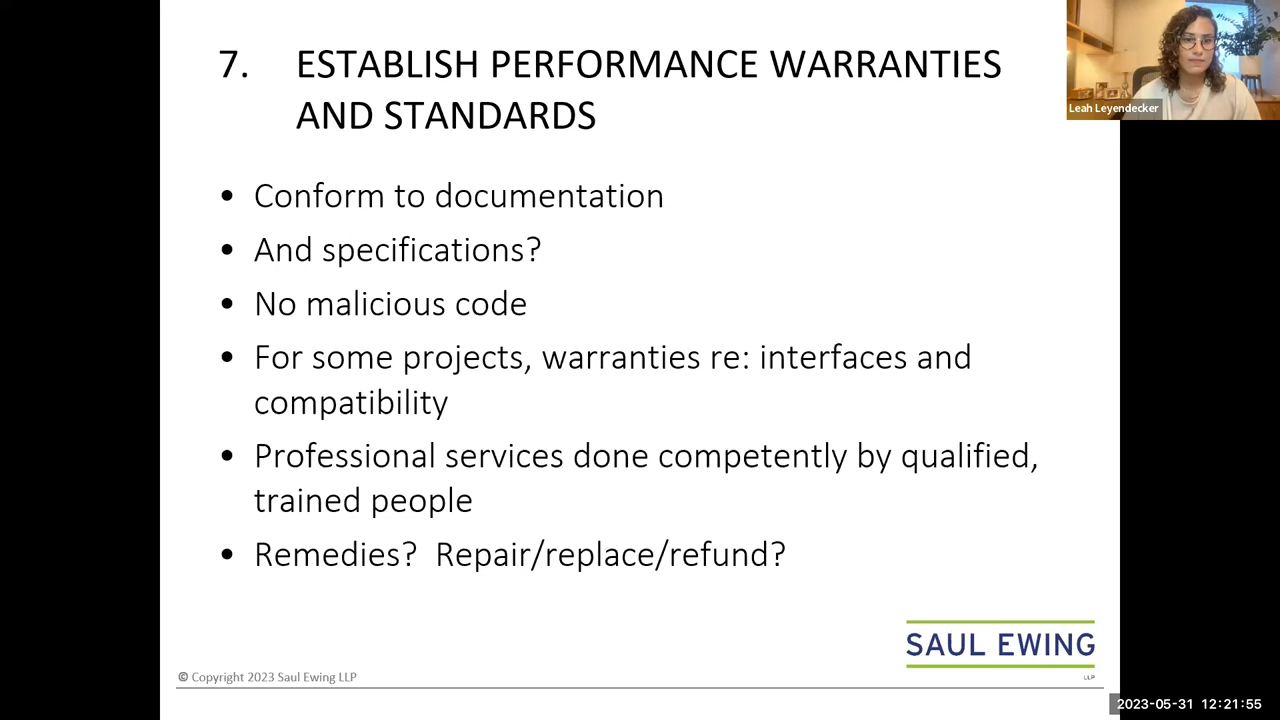 7. ESTABLISH PERFORMANCE WARRANTIES
AND STANDARDS
Leah Leyendecker
• Conform to documentation
• And specifications?
• No malicious code
• For some projects, warranties re: interfaces and
compatibility
• Professional services done competently by qualified,
trained people
• Remedies?  Repair/replace/refund?
SAUL EWING
LLP
© Copyright 2023 Saul Ewing LLP
2023-05-31 12:21:55